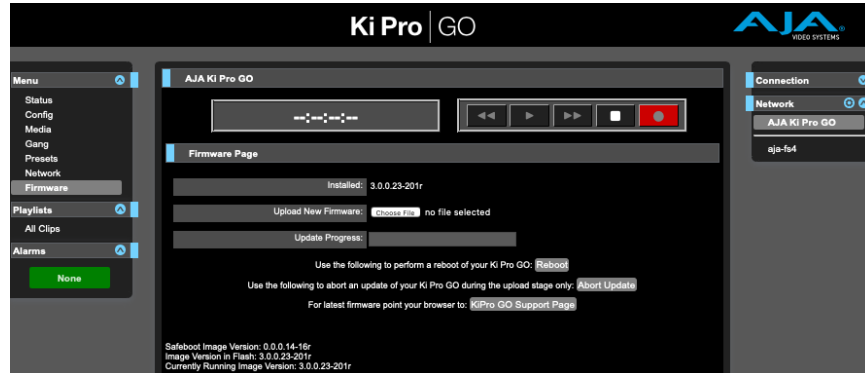 Ki Pro GO
AJA
VIDEO SYSTEMS
Menu
Status
Config
Media
Gang
Presets
Network
Firmware
Playlists
All Clips
Alarms
None
AJA Ki Pro GO
--:--:--:--
Firmware Page
Installed: 3.0.0.23-201r
Upload New Firmware: Choose File no file selected
Update Progress:
Use the following to perform a reboot of your Ki Pro GO: Reboot
Use the following to abort an update of your Ki Pro GO during the upload stage only: Abort Update
For latest firmware point your browser to: KiPro GO Support Page
Safeboot Image Version: 0.0.0.14-16r
Image Version in Flash: 3.0.0.23-201r
Currently Running Image Version: 3.0.0.23-201r
Connection
Network
AJA Ki Pro GO
aja-fs4